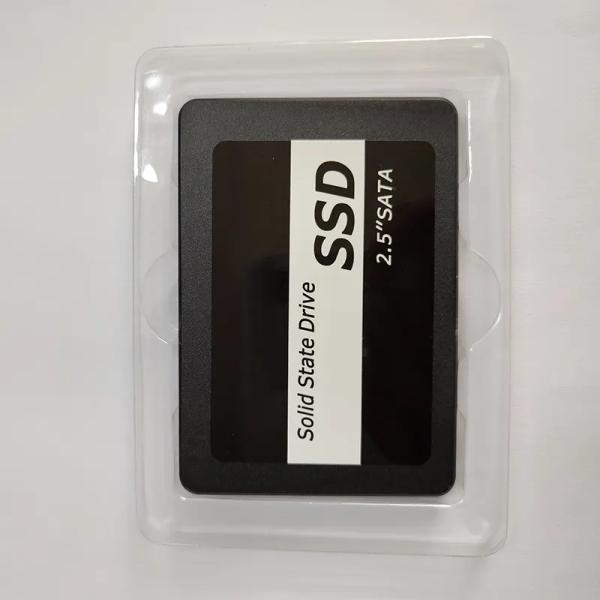 Solid State Drive SSD
2.5"SATA